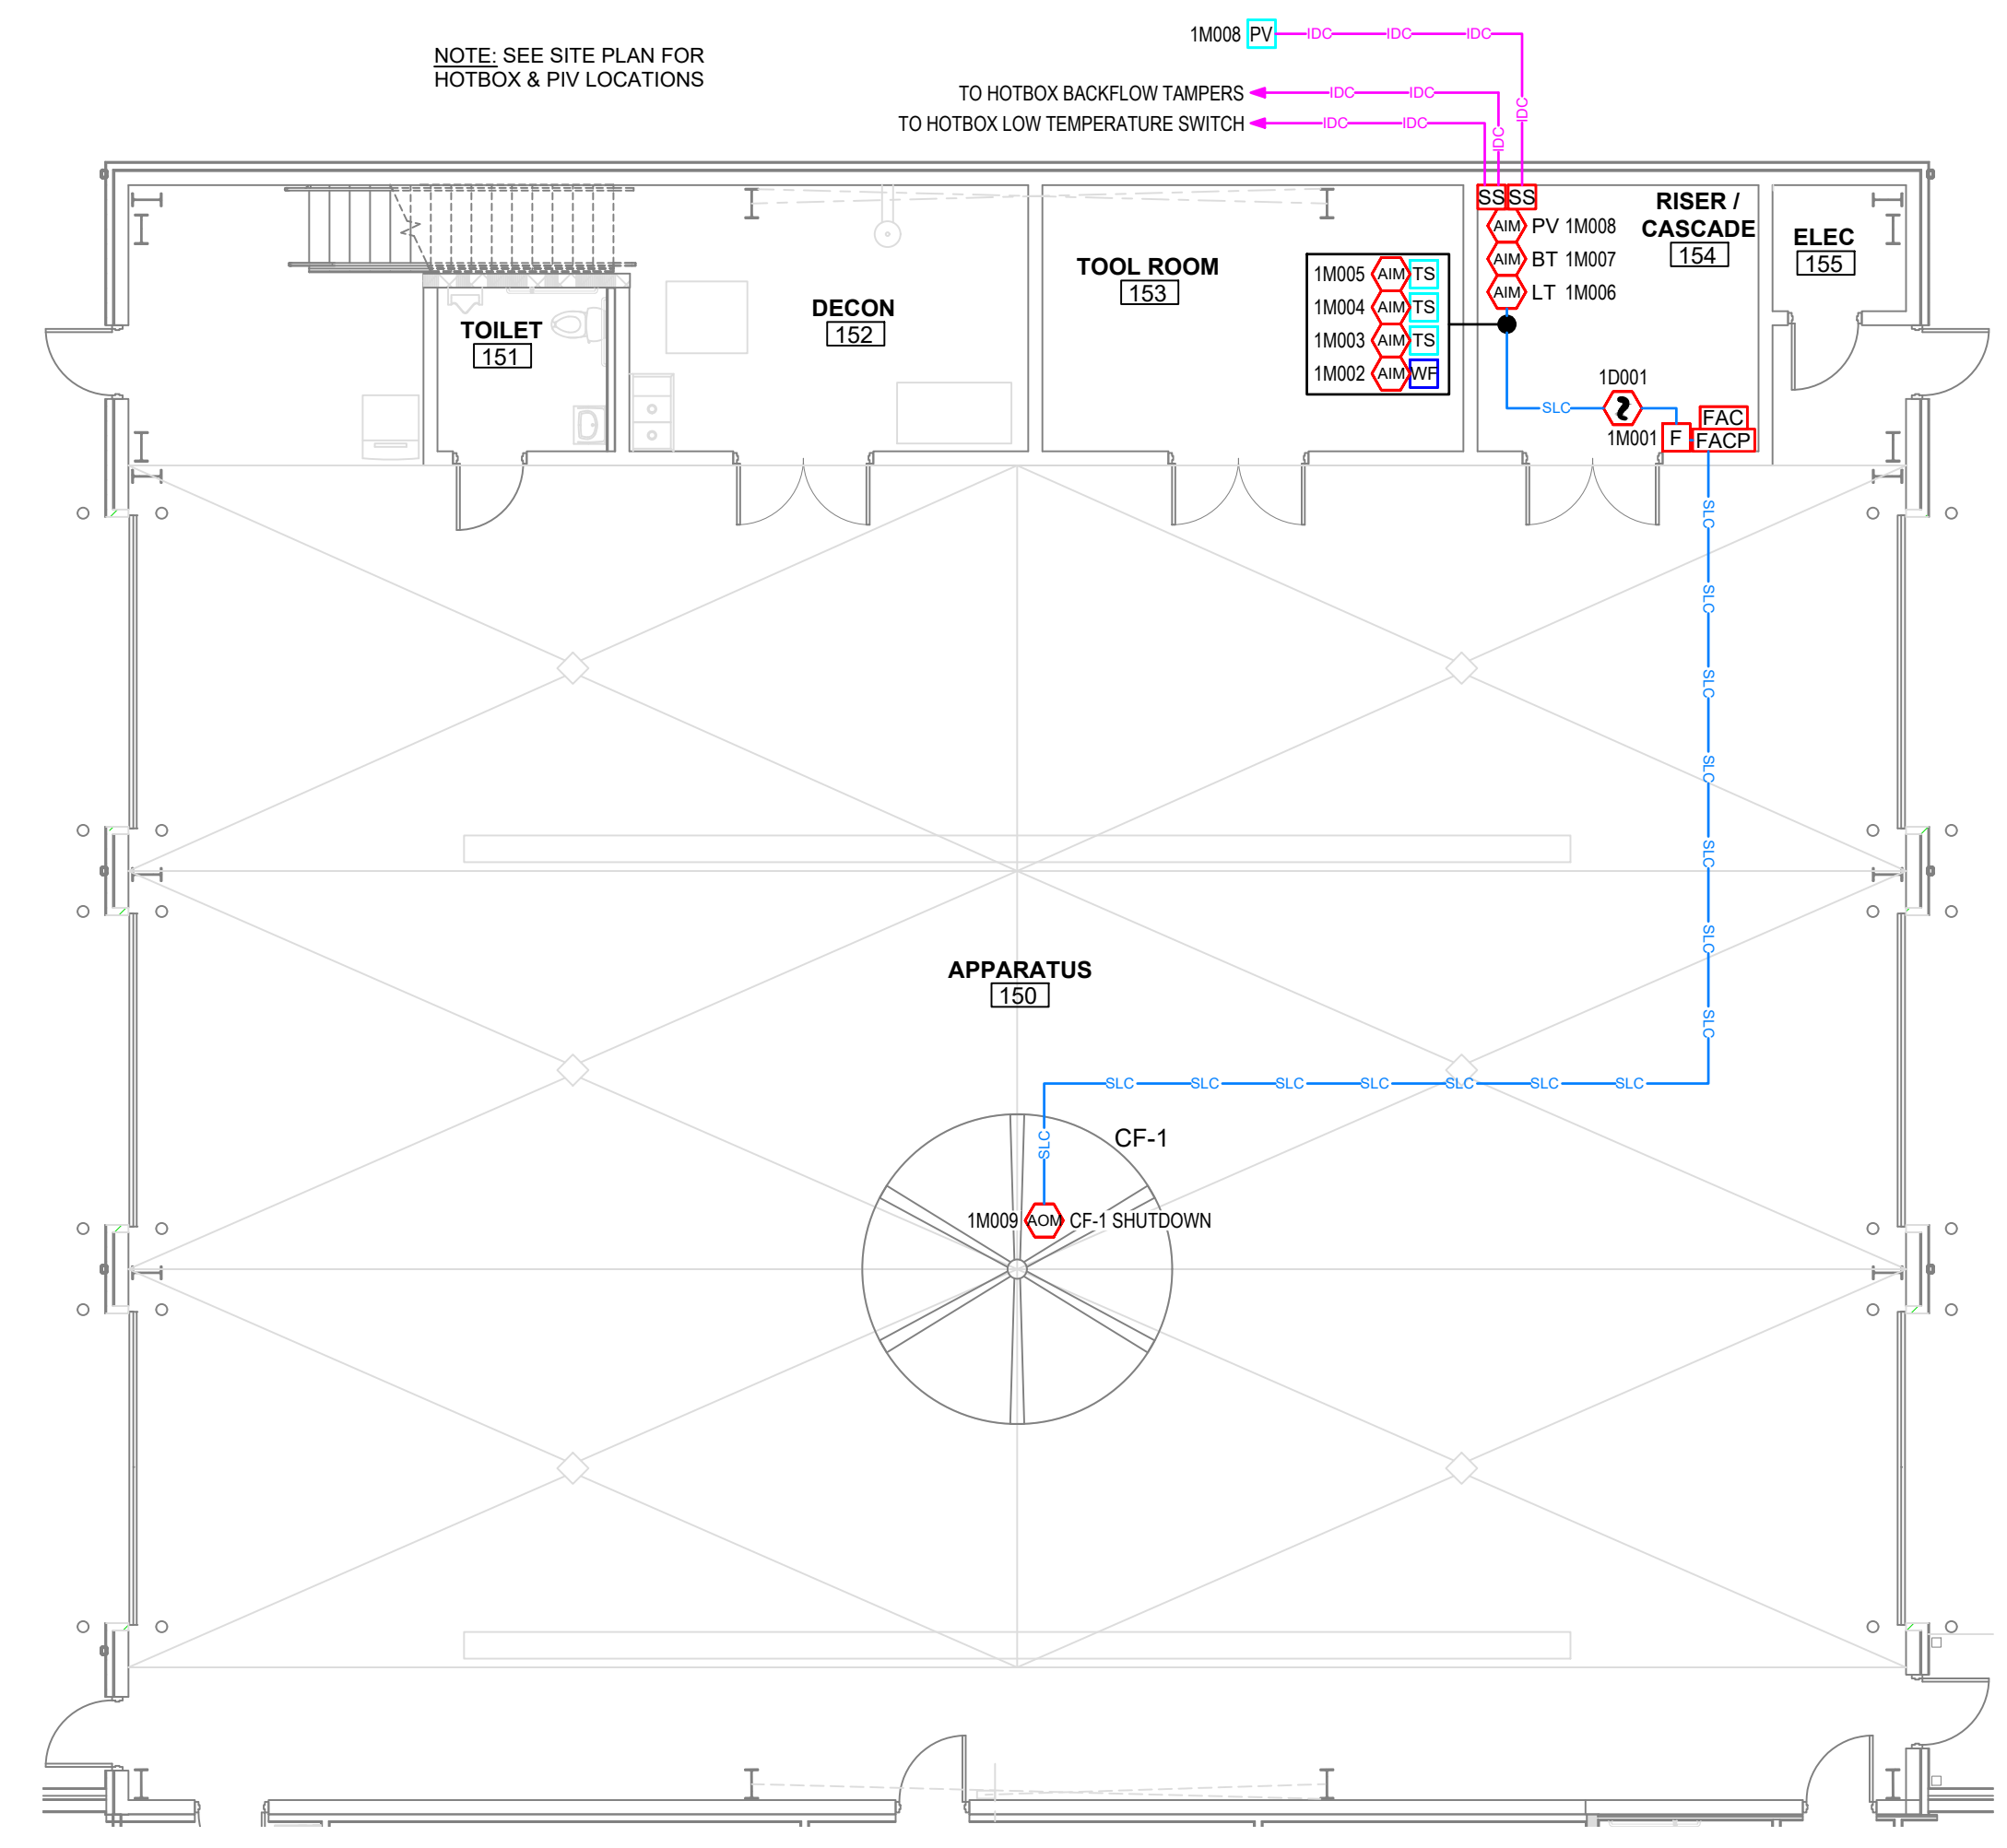 1M008 PV IDC IDC IDC
NOTE: SEE SITE PLAN FOR
HOTBOX & PIV LOCATIONS
TO HOTBOX BACKFLOW TAMPERS IDC IDC
IDC
TO HOTBOX LOW TEMPERATURE SWITCH IDC IDC
IDC
SS SS
RISER /
CASCADE
154
AIM PV 1M008
AIM BT 1M007
AIM LT 1M006
ELEC
155
TOOL ROOM
153
1M005 AIM TS
1M004 AIM TS
1M003 AIM TS
1M002 AIM WF
DECON
152
TOILET
151
1D001
SLC
FAC
1M001 F FACP
SLC
SLC
SLC
SLC
SLC
SLC
SLC
APPARATUS
150
SLC SLC SLC SLC SLC SLC SLC
SLC
CF-1
1M009 AOM CF-1 SHUTDOWN